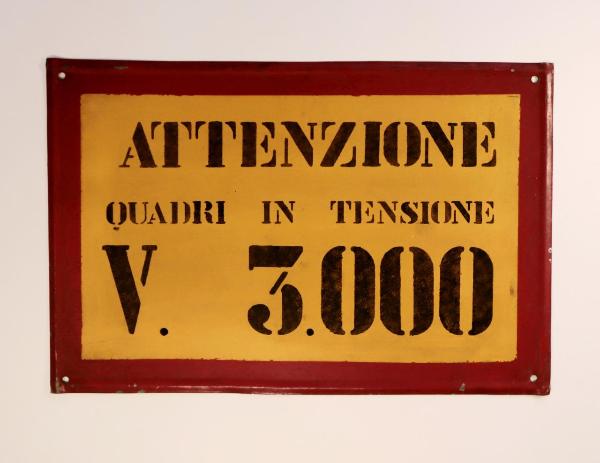 ATTENZIONE
QUADRI IN TENSIONE
V. 3.000